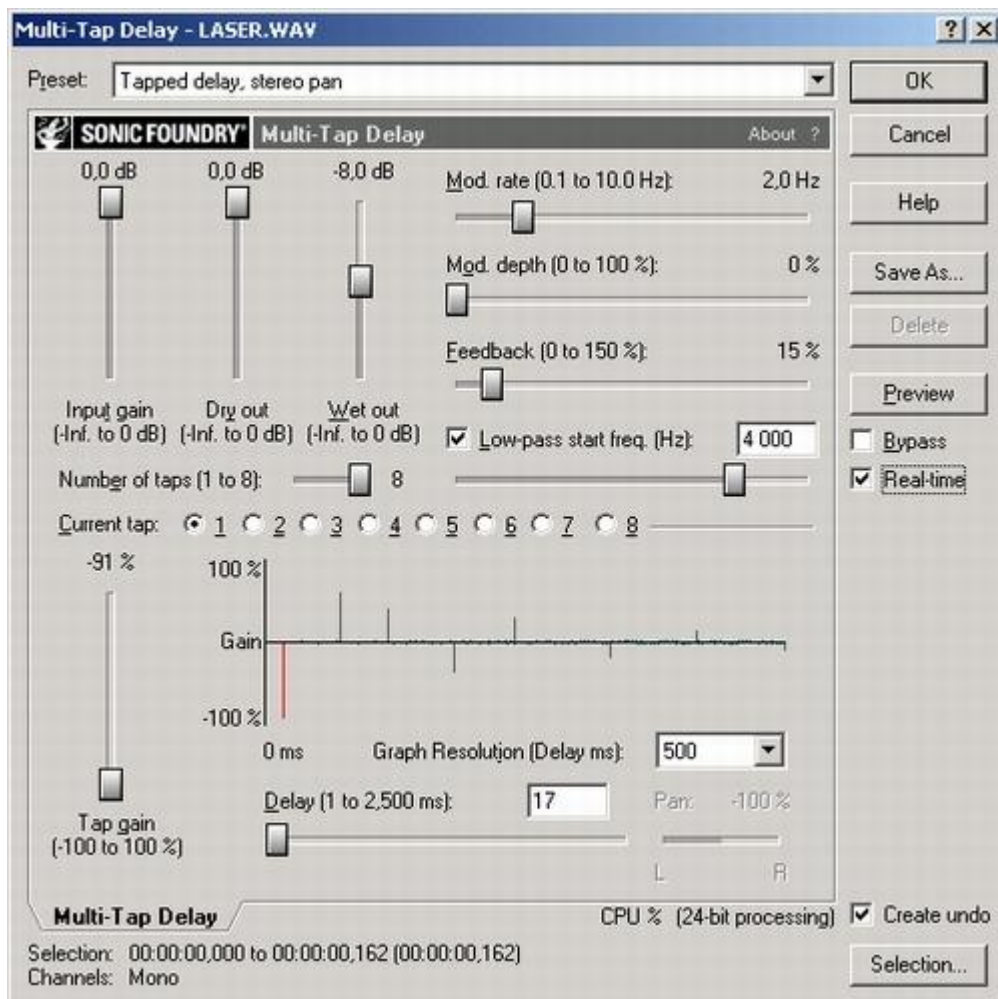 Multi-Tap Delay - LASER.WAV
Preset: Tapped delay, stereo pan
OK
SONIC FOUNDRY Multi-Tap Delay About ?
Cancel
0,0 dB 0,0 dB -8,0 dB
Mod. rate (0.1 to 10.0 Hz): 2,0 Hz
Help
Mod. depth (0 to 100 %): 0 %
Save As...
Delete
Feedback (0 to 150 %): 15 %
Preview
Input gain Dry out Wet out
(-Inf. to 0 dB) (-Inf. to 0 dB) (-Inf. to 0 dB)
Low-pass start freq. (Hz): 4 000
Bypass
Number of taps (1 to 8): 8
Real-time
Current tap: 1 2 3 4 5 6 7 8
-91 %
100 %
Gain
-100 %
0 ms Graph Resolution (Delay ms): 500
Delay (1 to 2,500 ms): 17
Pan: -100 %
Tap gain
(-100 to 100 %)
L R
Multi-Tap Delay
CPU % (24-bit processing)
Create undo
Selection: 00:00:00,000 to 00:00:00,162 (00:00:00,162)
Channels: Mono
Selection...